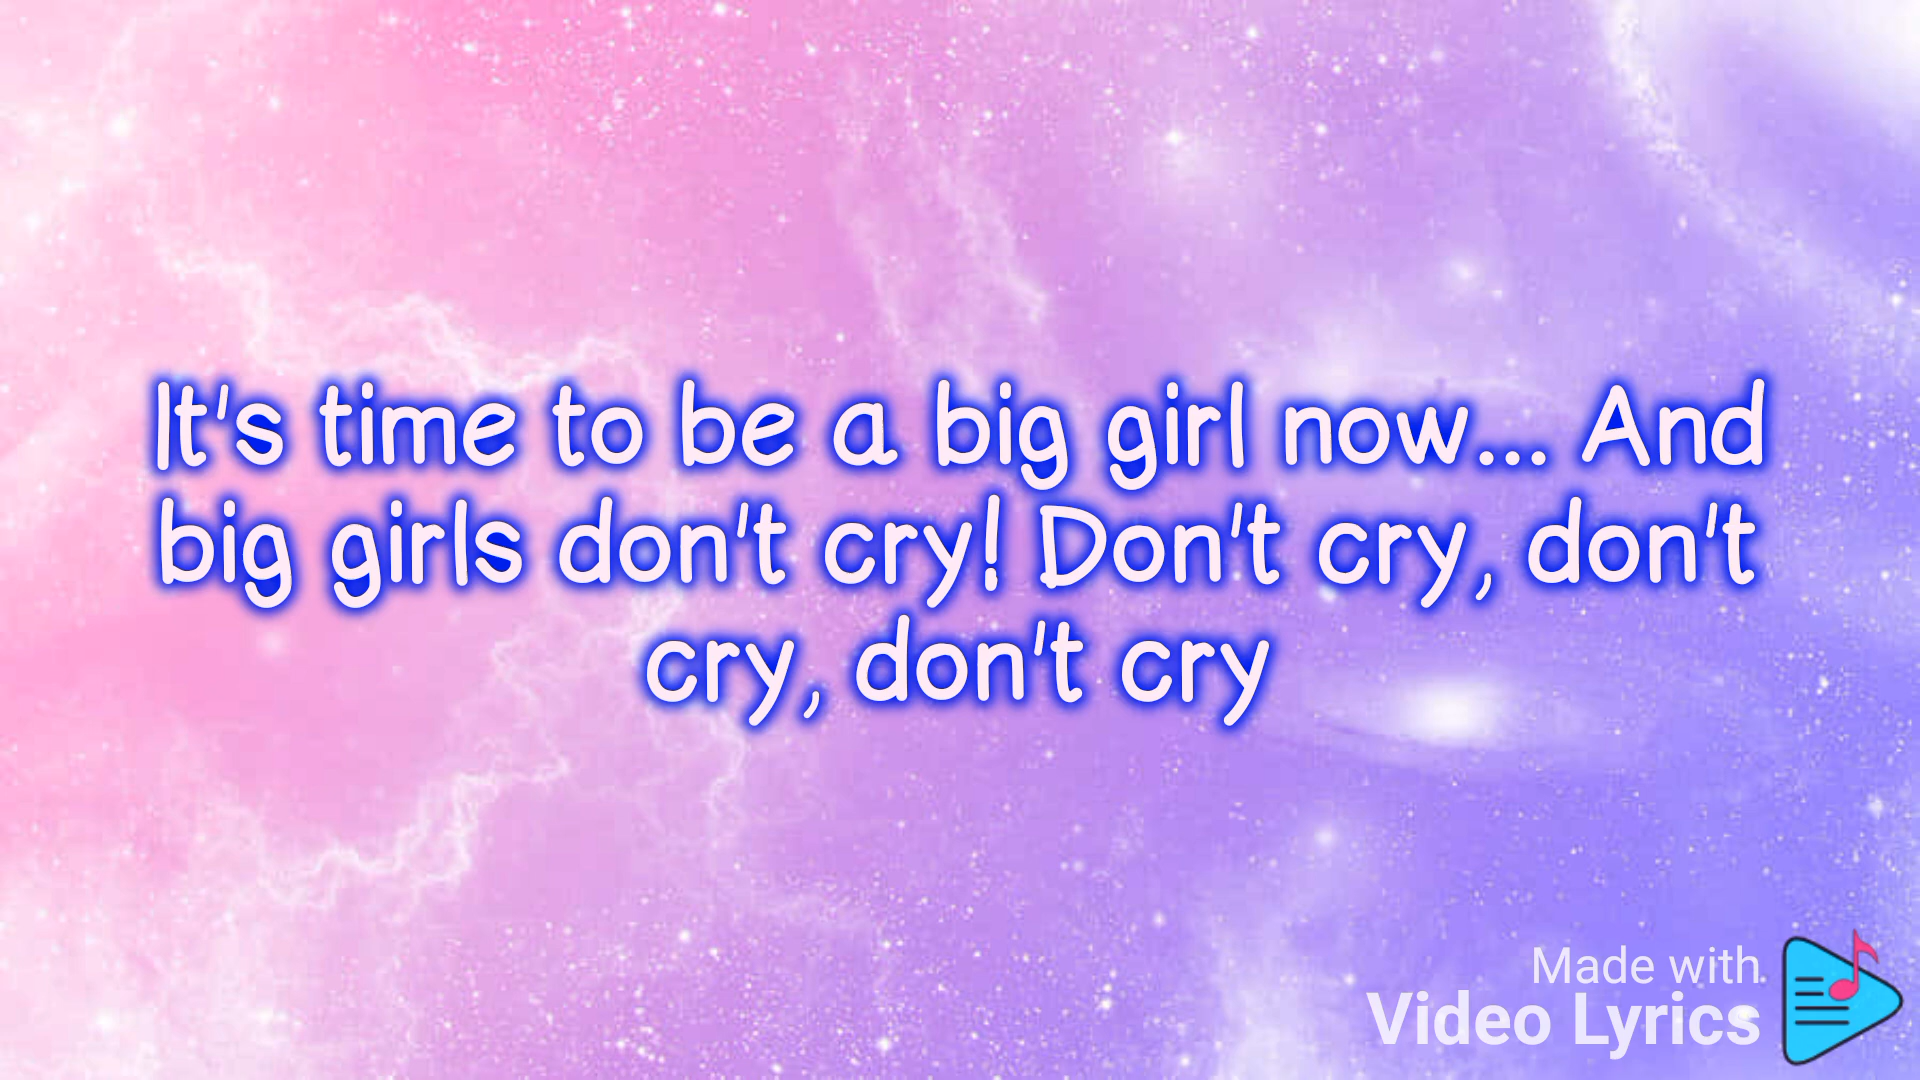 It's time to be a big girl now... And
big girls don't cry! Don't cry, don't
cry, don't cry
Made with
Video Lyrics